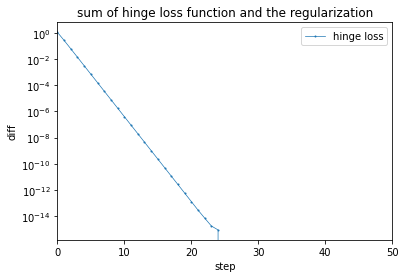 sum of hinge loss function and the regularization
hinge loss
10^0
10^-2
10^-4
10^-6
10^-8
10^-10
10^-12
10^-14
diff
0 10 20 30 40 50
step